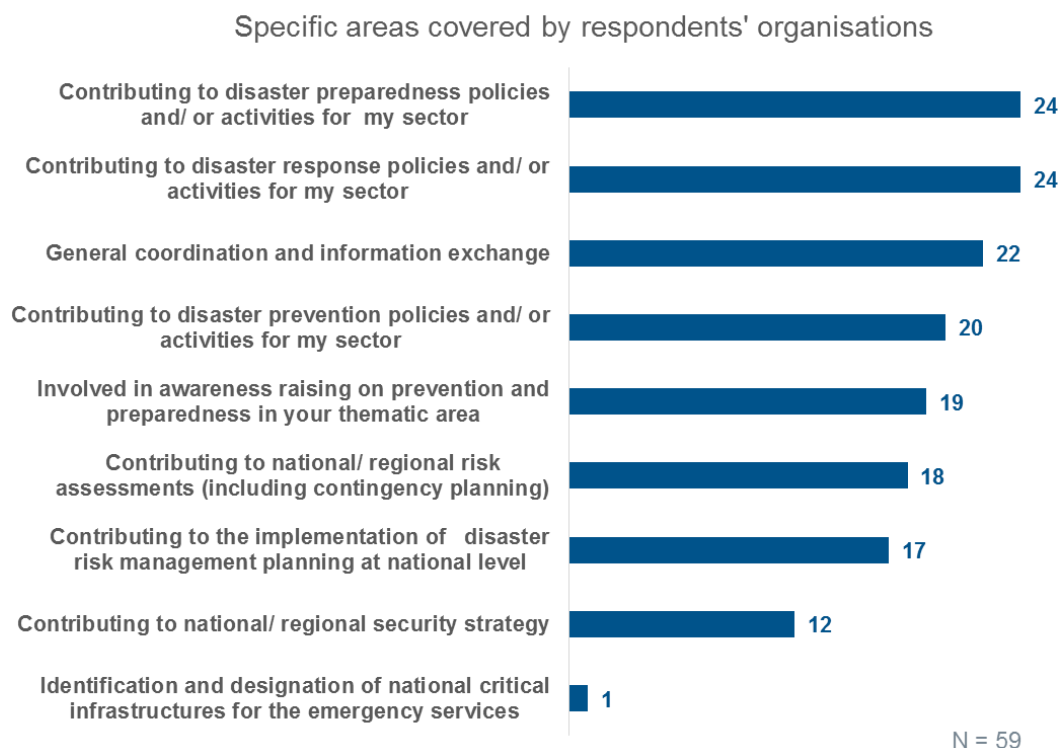 Specific areas covered by respondents' organisations
Contributing to disaster preparedness policies
and/ or activities for my sector
24
Contributing to disaster response policies and/ or
activities for my sector
24
General coordination and information exchange
22
Contributing to disaster prevention policies and/ or
activities for my sector
20
Involved in awareness raising on prevention and
preparedness in your thematic area
19
Contributing to national/ regional risk
assessments (including contingency planning)
18
Contributing to the implementation of disaster
risk management planning at national level
17
Contributing to national/ regional security strategy
12
Identification and designation of national critical
infrastructures for the emergency services
1
N = 59